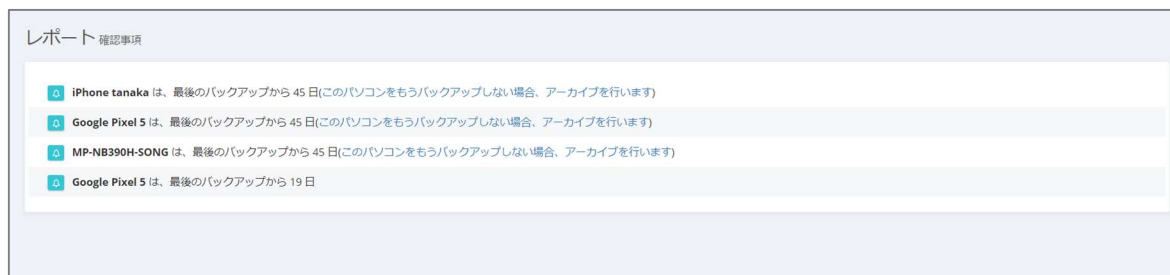 レポート 確認事項
iPhone tanaka は、最後のバックアップから 45 日(このパソコンをもうバックアップしない場合、アーカイブを行います)
Google Pixel 5 は、最後のバックアップから 45 日(このパソコンをもうバックアップしない場合、アーカイブを行います)
MP-NB390H-SONG は、最後のバックアップから 45 日(このパソコンをもうバックアップしない場合、アーカイブを行います)
Google Pixel 5 は、最後のバックアップから 19 日